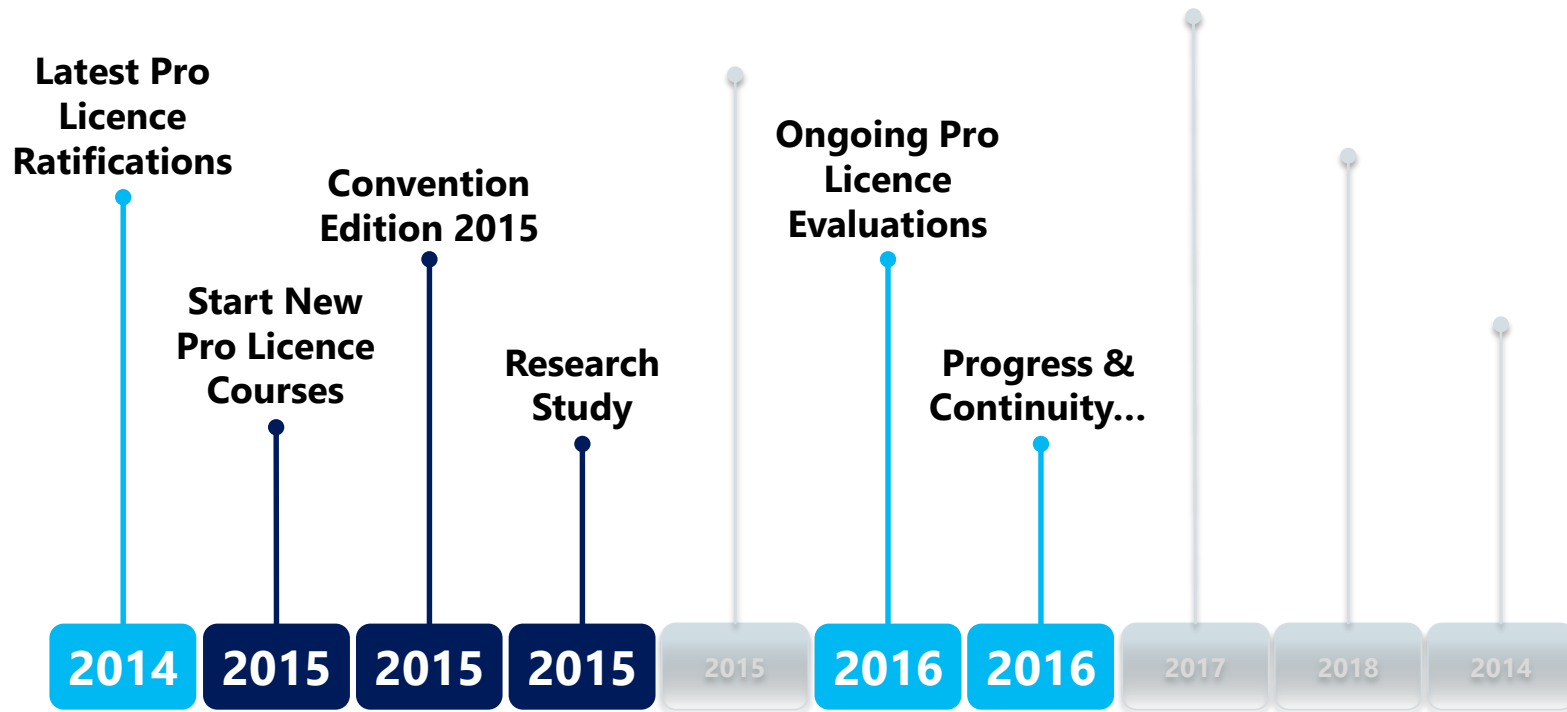 Latest Pro
Licence
Ratifications
Start New
Pro Licence
Courses
Convention
Edition 2015
Research
Study
Ongoing Pro
Licence
Evaluations
Progress &
Continuity...
2014
2015
2015
2015
2015
2016
2016
2017
2018
2014